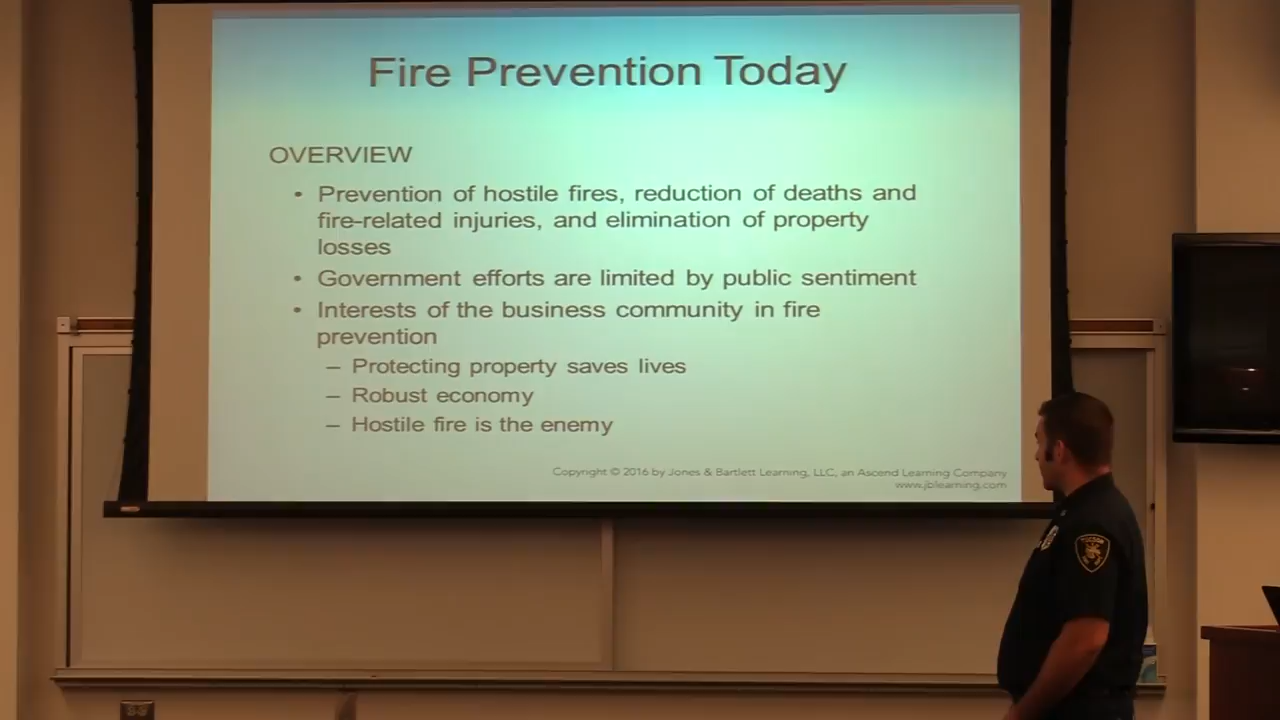 Fire Prevention Today
OVERVIEW
• Prevention of hostile fires, reduction of deaths and
fire-related injuries, and elimination of property
losses
• Government efforts are limited by public sentiment
• Interests of the business community in fire
prevention
– Protecting property saves lives
– Robust economy
– Hostile fire is the enemy
Copyright © 2016 by Jones & Bartlett Learning, LLC, an Ascend Learning Company
www.jblearning.com